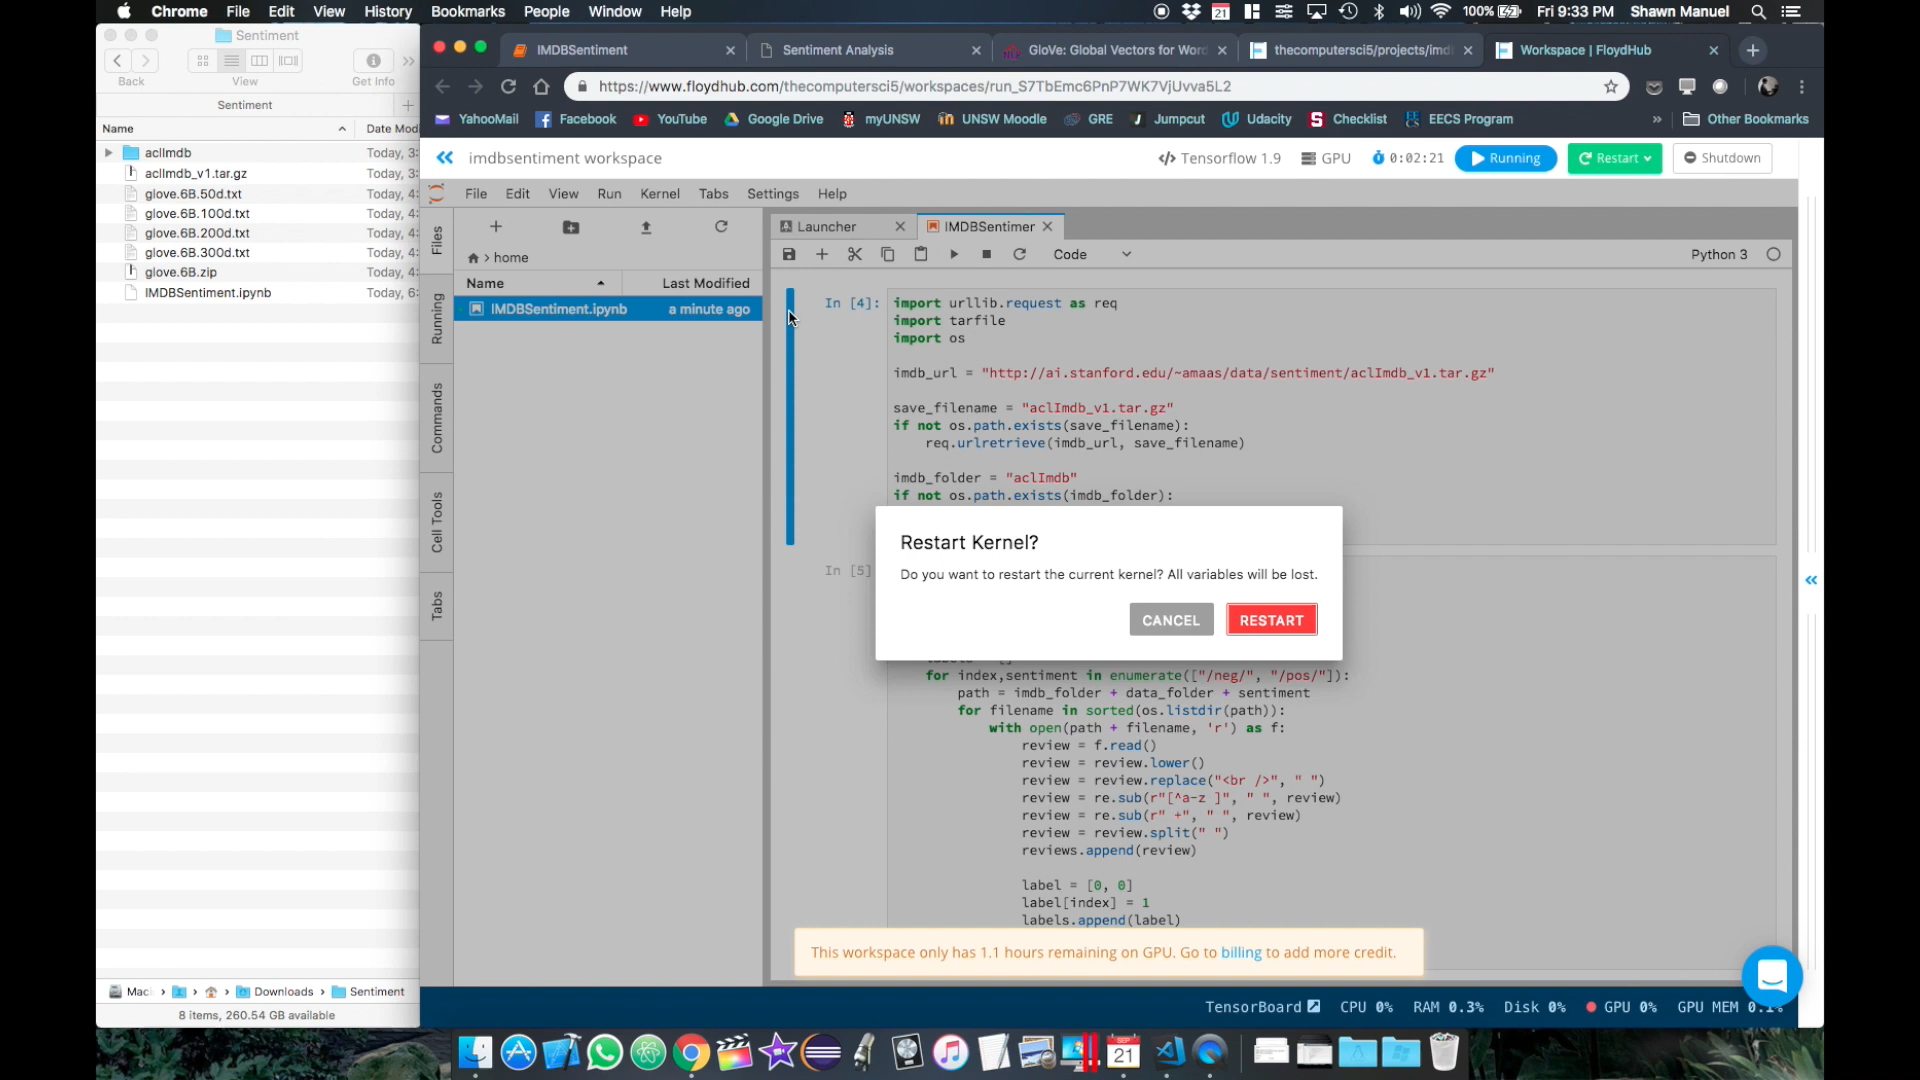 Chrome File Edit View History Bookmarks People Window Help
21 100% Fri 9:33 PM Shawn Manuel
Sentiment
Back View Get Info
Sentiment
Name Date Mod
aclImdb Today, 3:
aclImdb_v1.tar.gz Today, 3:
glove.6B.50d.txt Today, 4:
glove.6B.100d.txt Today, 4:
glove.6B.200d.txt Today, 4:
glove.6B.300d.txt Today, 4:
glove.6B.zip Today, 4:
IMDBSentiment.ipynb Today, 6:
Mac Downloads Sentiment
8 items, 260.54 GB available
IMDBSentiment Sentiment Analysis GloVe: Global Vectors for Word thecomputersci5/projects/imd Workspace | FloydHub
https://www.floydhub.com/thecomputersci5/workspaces/run_S7TbEmc6PnP7WK7VjUvva5L2
YahooMail Facebook YouTube Google Drive myUNSW UNSW Moodle GRE Jumpcut Udacity Checklist EECS Program » Other Bookmarks
imdbsentiment workspace </> Tensorflow 1.9 GPU 0:02:21 Running Restart Shutdown
File Edit View Run Kernel Tabs Settings Help
Files
Running
Commands
Cell Tools
Tabs
> home
Name Last Modified
IMDBSentiment.ipynb a minute ago
Launcher IMDBSentimer
Code Python 3
In [4]: import urllib.request as req
import tarfile
import os
imdb_url = "http://ai.stanford.edu/~amaas/data/sentiment/aclImdb_v1.tar.gz"
save_filename = "aclImdb_v1.tar.gz"
if not os.path.exists(save_filename):
req.urlretrieve(imdb_url, save_filename)
imdb_folder = "aclImdb"
if not os.path.exists(imdb_folder):
Restart Kernel?
Do you want to restart the current kernel? All variables will be lost.
CANCEL RESTART
In [5]
for index,sentiment in enumerate(["/neg/", "/pos/"]):
path = imdb_folder + data_folder + sentiment
for filename in sorted(os.listdir(path)):
with open(path + filename, 'r') as f:
review = f.read()
review = review.lower()
review = review.replace("<br />", " ")
review = re.sub(r"[^a-z ]", " ", review)
review = re.sub(r" +", " ", review)
review = review.split(" ")
reviews.append(review)
label = [0, 0]
label[index] = 1
labels.append(label)
This workspace only has 1.1 hours remaining on GPU. Go to billing to add more credit.
TensorBoard CPU 0% RAM 0.3% Disk 0% GPU 0% GPU MEM
SEP
21